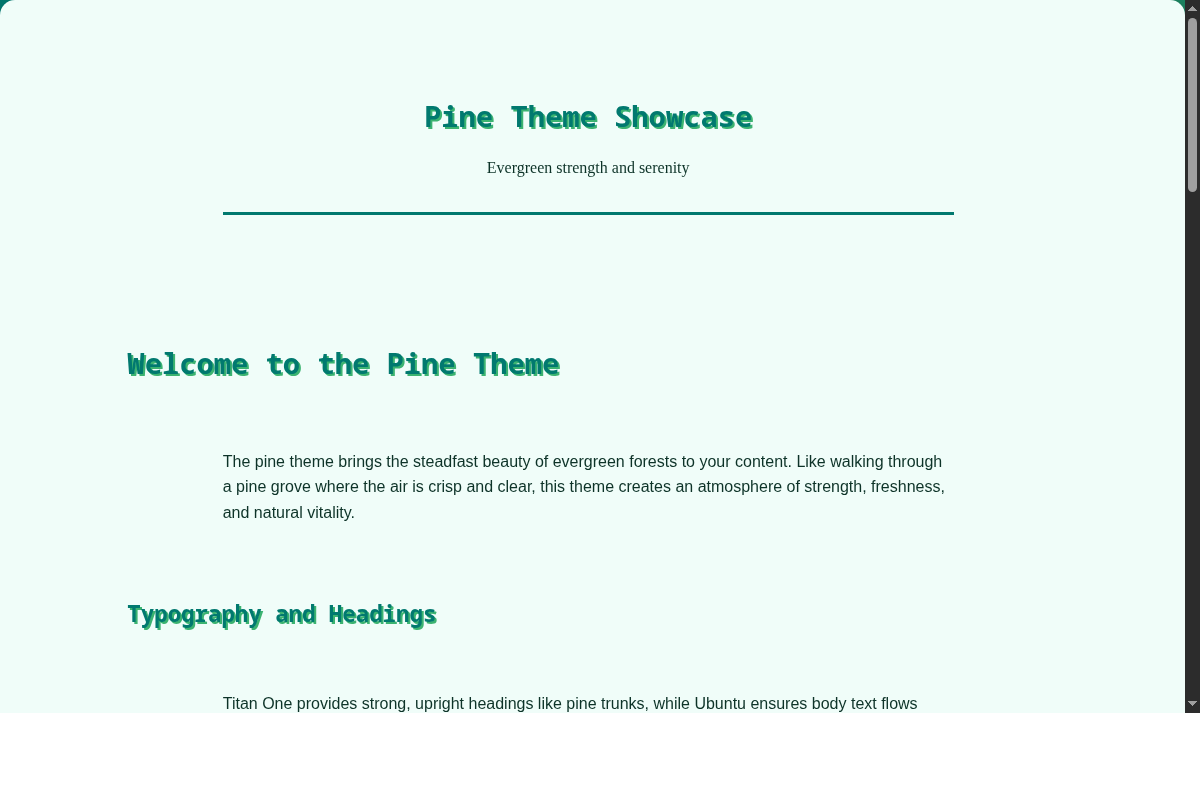 Pine Theme Showcase
Evergreen strength and serenity
Welcome to the Pine Theme
The pine theme brings the steadfast beauty of evergreen forests to your content. Like walking through
a pine grove where the air is crisp and clear, this theme creates an atmosphere of strength, freshness,
and natural vitality.
Typography and Headings
Titan One provides strong, upright headings like pine trunks, while Ubuntu ensures body text flows